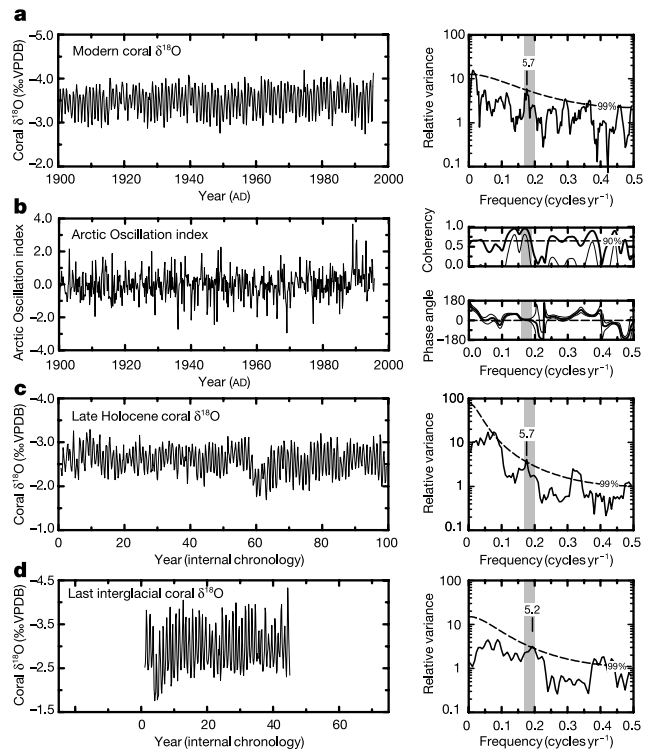 a
Modern coral δ18O
Coral δ18O (‰ VPDB)
−5.0
−4.0
−3.0
−2.0
1900 1920 1940 1960 1980 2000
Year (AD)
5.7
99%
Relative variance
100
10
1
0.1
0 0.1 0.2 0.3 0.4 0.5
Frequency (cycles yr−1)
b
Arctic Oscillation index
Arctic Oscillation index
4.0
2.0
0.0
−2.0
−4.0
1900 1920 1940 1960 1980 2000
Year (AD)
Coherency
1.0
0.5
0.0
90%
Phase angle
180
0
−180
0.0 0.1 0.2 0.3 0.4 0.5
Frequency (cycles yr−1)
c
Late Holocene coral δ18O
Coral δ18O (‰ VPDB)
−4.0
−3.0
−2.0
−1.0
0 20 40 60 80 100
Year (internal chronology)
5.7
99%
Relative variance
100
10
1
0.1
0 0.1 0.2 0.3 0.4 0.5
Frequency (cycles yr−1)
d
Last interglacial coral δ18O
Coral δ18O (‰ VPDB)
−4.5
−3.5
−2.5
−1.5
0 20 40 60
Year (internal chronology)
5.2
99%
Relative variance
100
10
1
0.1
0 0.1 0.2 0.3 0.4 0.5
Frequency (cycles yr−1)